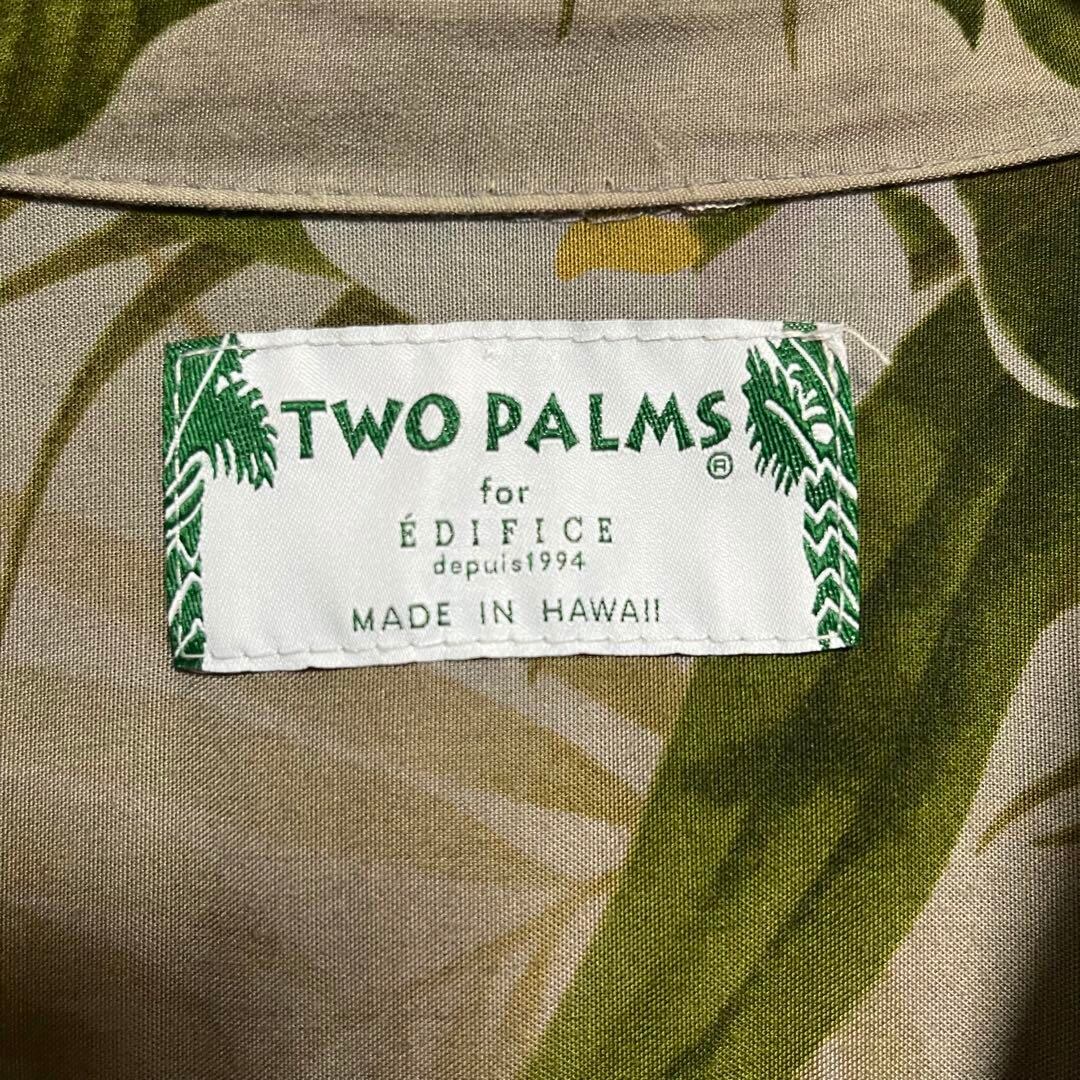 TWO PALMS®
for
ÉDIFICE
depuis1994
MADE IN HAWAII